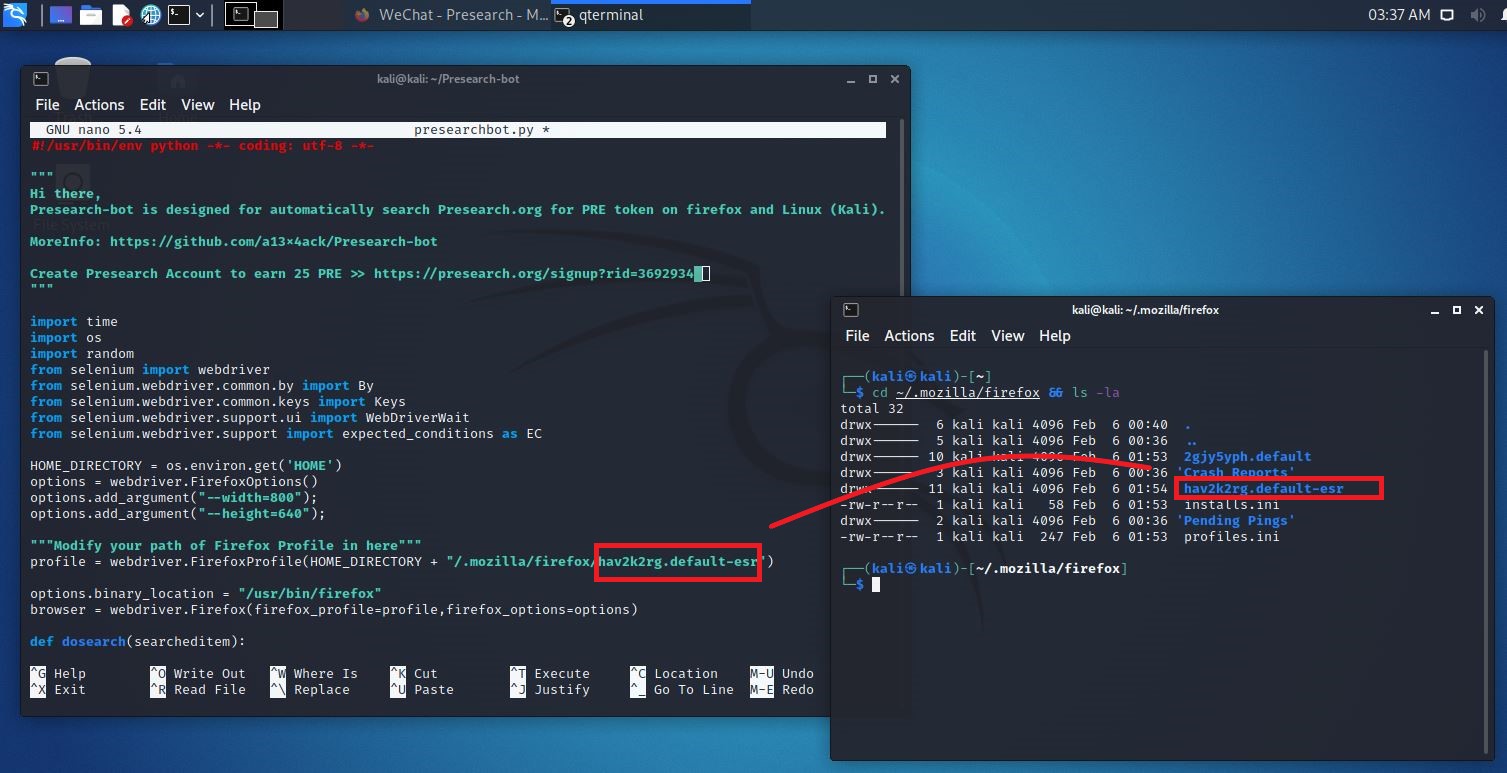 WeChat - Presearch - M...
qterminal
03:37 AM
kali@kali: ~/Presearch-bot
File Actions Edit View Help
GNU nano 5.4 presearchbot.py *
#!/usr/bin/env python -*- coding: utf-8 -*-
"""
Hi there,
Presearch-bot is designed for automatically search Presearch.org for PRE token on firefox and Linux (Kali).
MoreInfo: https://github.com/a13x4ack/Presearch-bot
Create Presearch Account to earn 25 PRE >> https://presearch.org/signup?rid=3692934
"""
import time
import os
import random
from selenium import webdriver
from selenium.webdriver.common.by import By
from selenium.webdriver.common.keys import Keys
from selenium.webdriver.support.ui import WebDriverWait
from selenium.webdriver.support import expected_conditions as EC
HOME_DIRECTORY = os.environ.get('HOME')
options = webdriver.FirefoxOptions()
options.add_argument("--width=800");
options.add_argument("--height=640");
"""Modify your path of Firefox Profile in here"""
profile = webdriver.FirefoxProfile(HOME_DIRECTORY + "/.mozilla/firefox/hav2k2rg.default-esr")
options.binary_location = "/usr/bin/firefox"
browser = webdriver.Firefox(firefox_profile=profile,firefox_options=options)
def dosearch(searcheditem):
^G Help ^O Write Out ^W Where Is ^K Cut ^T Execute ^C Location M-U Undo
^X Exit ^R Read File ^\ Replace ^U Paste ^J Justify ^_ Go To Line M-E Redo
kali@kali: ~/.mozilla/firefox
File Actions Edit View Help
┌──(kali㉿kali)-[~]
└─$ cd ~/.mozilla/firefox && ls -la
total 32
drwx------ 6 kali kali 4096 Feb 6 00:40 .
drwx------ 5 kali kali 4096 Feb 6 00:36 ..
drwx------ 10 kali kali 4096 Feb 6 01:53 2gjy5yph.default
drwx------ 3 kali kali 4096 Feb 6 00:36 'Crash Reports'
drwx------ 11 kali kali 4096 Feb 6 01:54 hav2k2rg.default-esr
-rw-r--r-- 1 kali kali 58 Feb 6 01:53 installs.ini
drwx------ 2 kali kali 4096 Feb 6 00:36 'Pending Pings'
-rw-r--r-- 1 kali kali 247 Feb 6 01:53 profiles.ini
┌──(kali㉿kali)-[~/.mozilla/firefox]
└─$